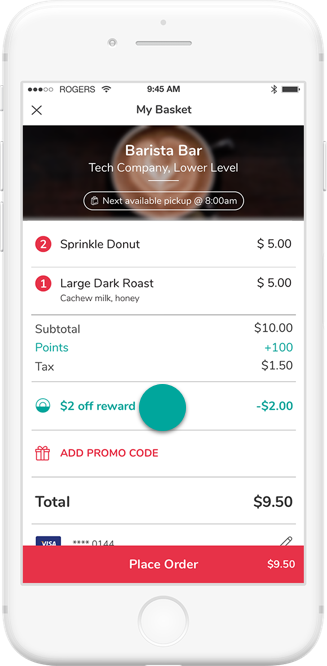 ROGERS 9:45 AM
My Basket
Barista Bar
Tech Company, Lower Level
Next available pickup @ 8:00am
2 Sprinkle Donut $ 5.00
1 Large Dark Roast $ 5.00
Cachew milk, honey
Subtotal $10.00
Points +100
Tax $1.50
$2 off reward -$2.00
ADD PROMO CODE
Total $9.50
VISA **** 0144
Place Order $9.50